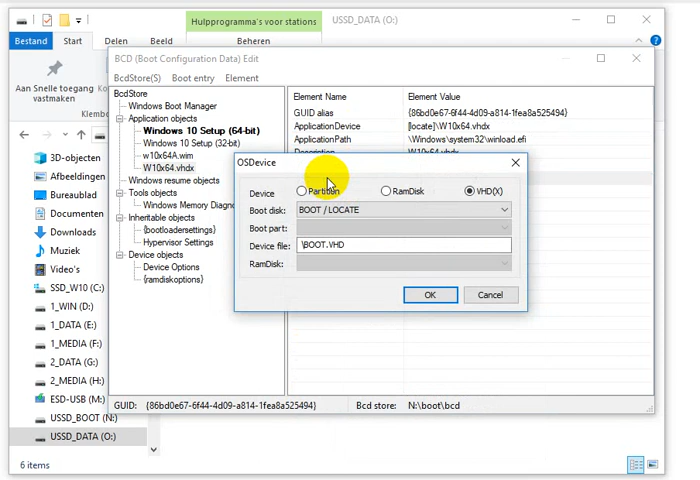 Hulpprogramma's voor stations
USSD_DATA (O:)
Bestand
Start
Delen
Beeld
Beheren
Aan Snelle toegang
vastmaken
Klembo
3D-objecten
Afbeeldingen
Bureaublad
Documenten
Downloads
Muziek
Video's
SSD_W10 (C:)
1_WIN (D:)
1_DATA (E:)
1_MEDIA (F:)
2_DATA (G:)
2_MEDIA (H:)
ESD-USB (M:)
USSD_BOOT (N:)
USSD_DATA (O:)
6 items
BCD (Boot Configuration Data) Edit
BcdStore(S)
Boot entry
Element
BcdStore
Windows Boot Manager
Application objects
Windows 10 Setup (64-bit)
Windows 10 Setup (32-bit)
w10x64A.wim
W10x64.vhdx
Windows resume objects
Tools objects
Windows Memory Diagno
Inheritable objects
{bootloadersettings}
Hypervisor Settings
Device objects
Device Options
{ramdiskoptions}
Element Name
Element Value
GUID alias
{86bd0e67-6f44-4d09-a814-1fea8a525494}
ApplicationDevice
[locate]\W10x64.vhdx
ApplicationPath
\Windows\system32\winload.efi
Description
W10x64.vhdx
OSDevice
Device
Partition
RamDisk
VHD(X)
Boot disk:
BOOT / LOCATE
Boot part:
Device file:
\BOOT.VHD
RamDisk:
OK
Cancel
GUID:
{86bd0e67-6f44-4d09-a814-1fea8a525494}
Bcd store:
N:\boot\bcd